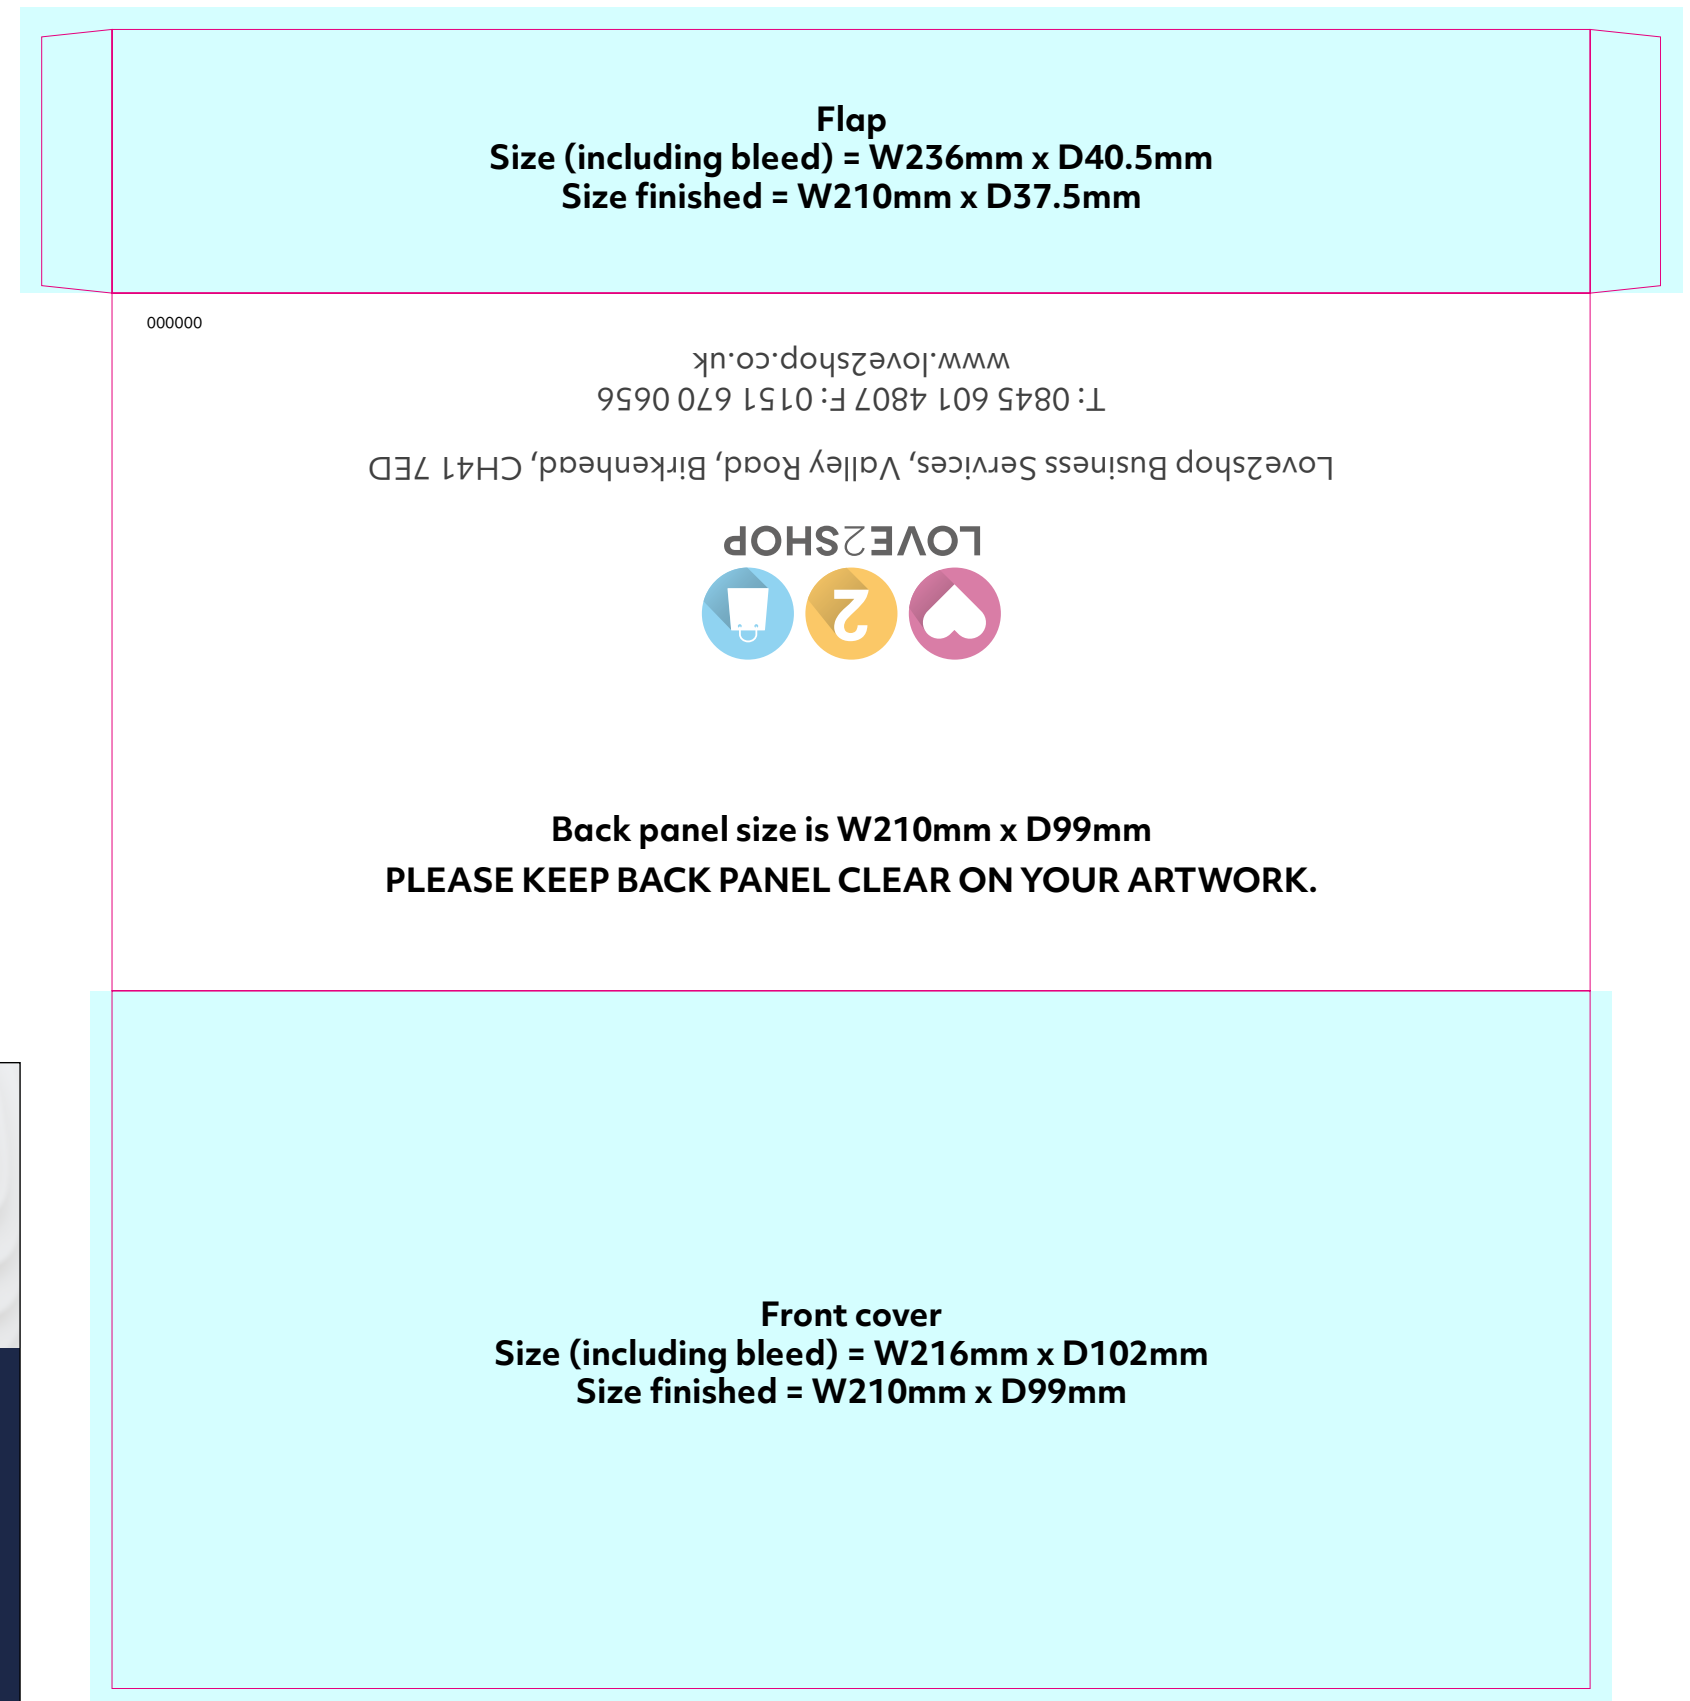 Flap
Size (including bleed) = W236mm x D40.5mm
Size finished = W210mm x D37.5mm
000000
www.love2shop.co.uk
T: 0845 601 4807 F: 0151 670 0656
Love2shop Business Services, Valley Road, Birkenhead, CH41 7ED
LOVE2SHOP
2
Back panel size is W210mm x D99mm
PLEASE KEEP BACK PANEL CLEAR ON YOUR ARTWORK.
Front cover
Size (including bleed) = W216mm x D102mm
Size finished = W210mm x D99mm